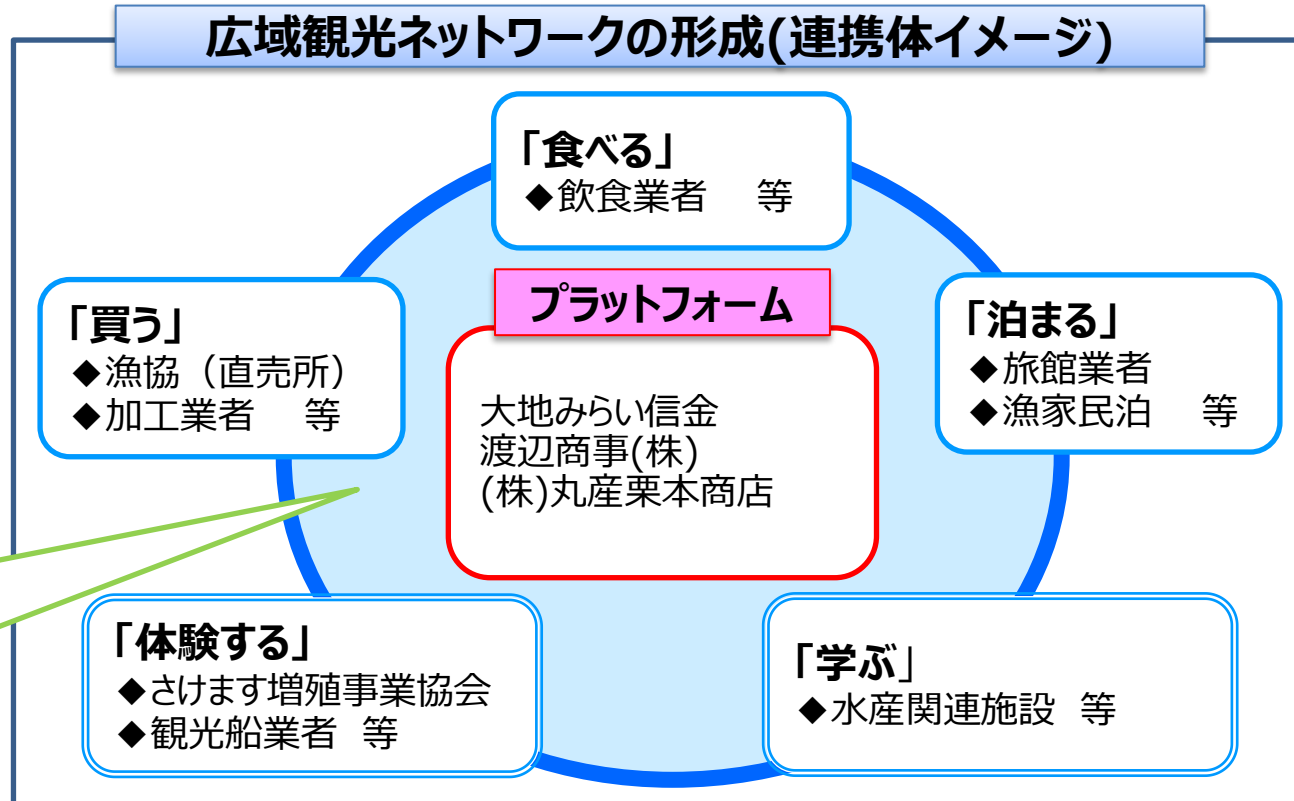 広域観光ネットワークの形成(連携体イメージ)
「食べる」
◆飲食業者 等
「買う」
◆漁協（直売所）
◆加工業者 等
プラットフォーム
大地みらい信金
渡辺商事(株)
(株)丸産栗本商店
「泊まる」
◆旅館業者
◆漁家民泊 等
「体験する」
◆さけます増殖事業協会
◆観光船業者 等
「学ぶ」
◆水産関連施設 等